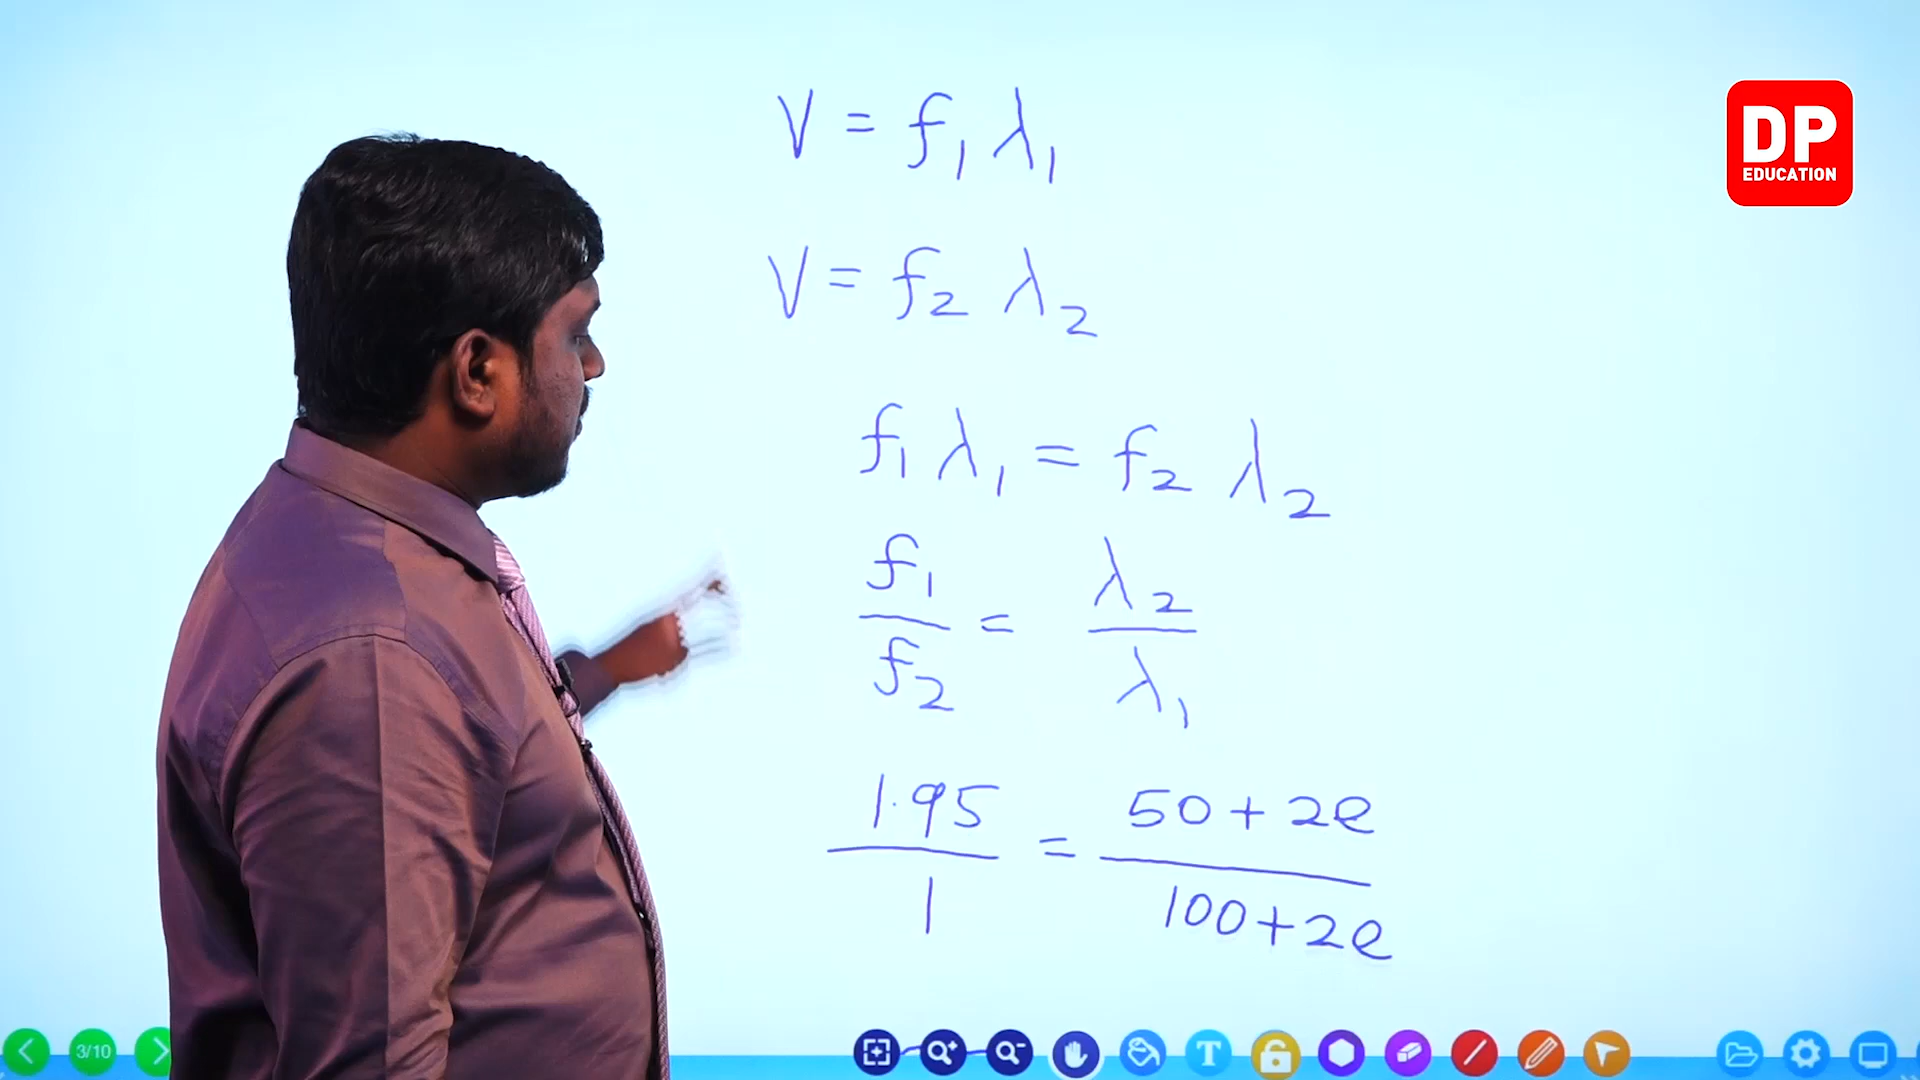 V = f₁ λ₁
DP
EDUCATION
V = f₂ λ₂
f₁ λ₁ = f₂ λ₂
f₁/f₂ = λ₂/λ₁
1.95/1 = (50 + 2e)/(100 + 2e)
3/10
T